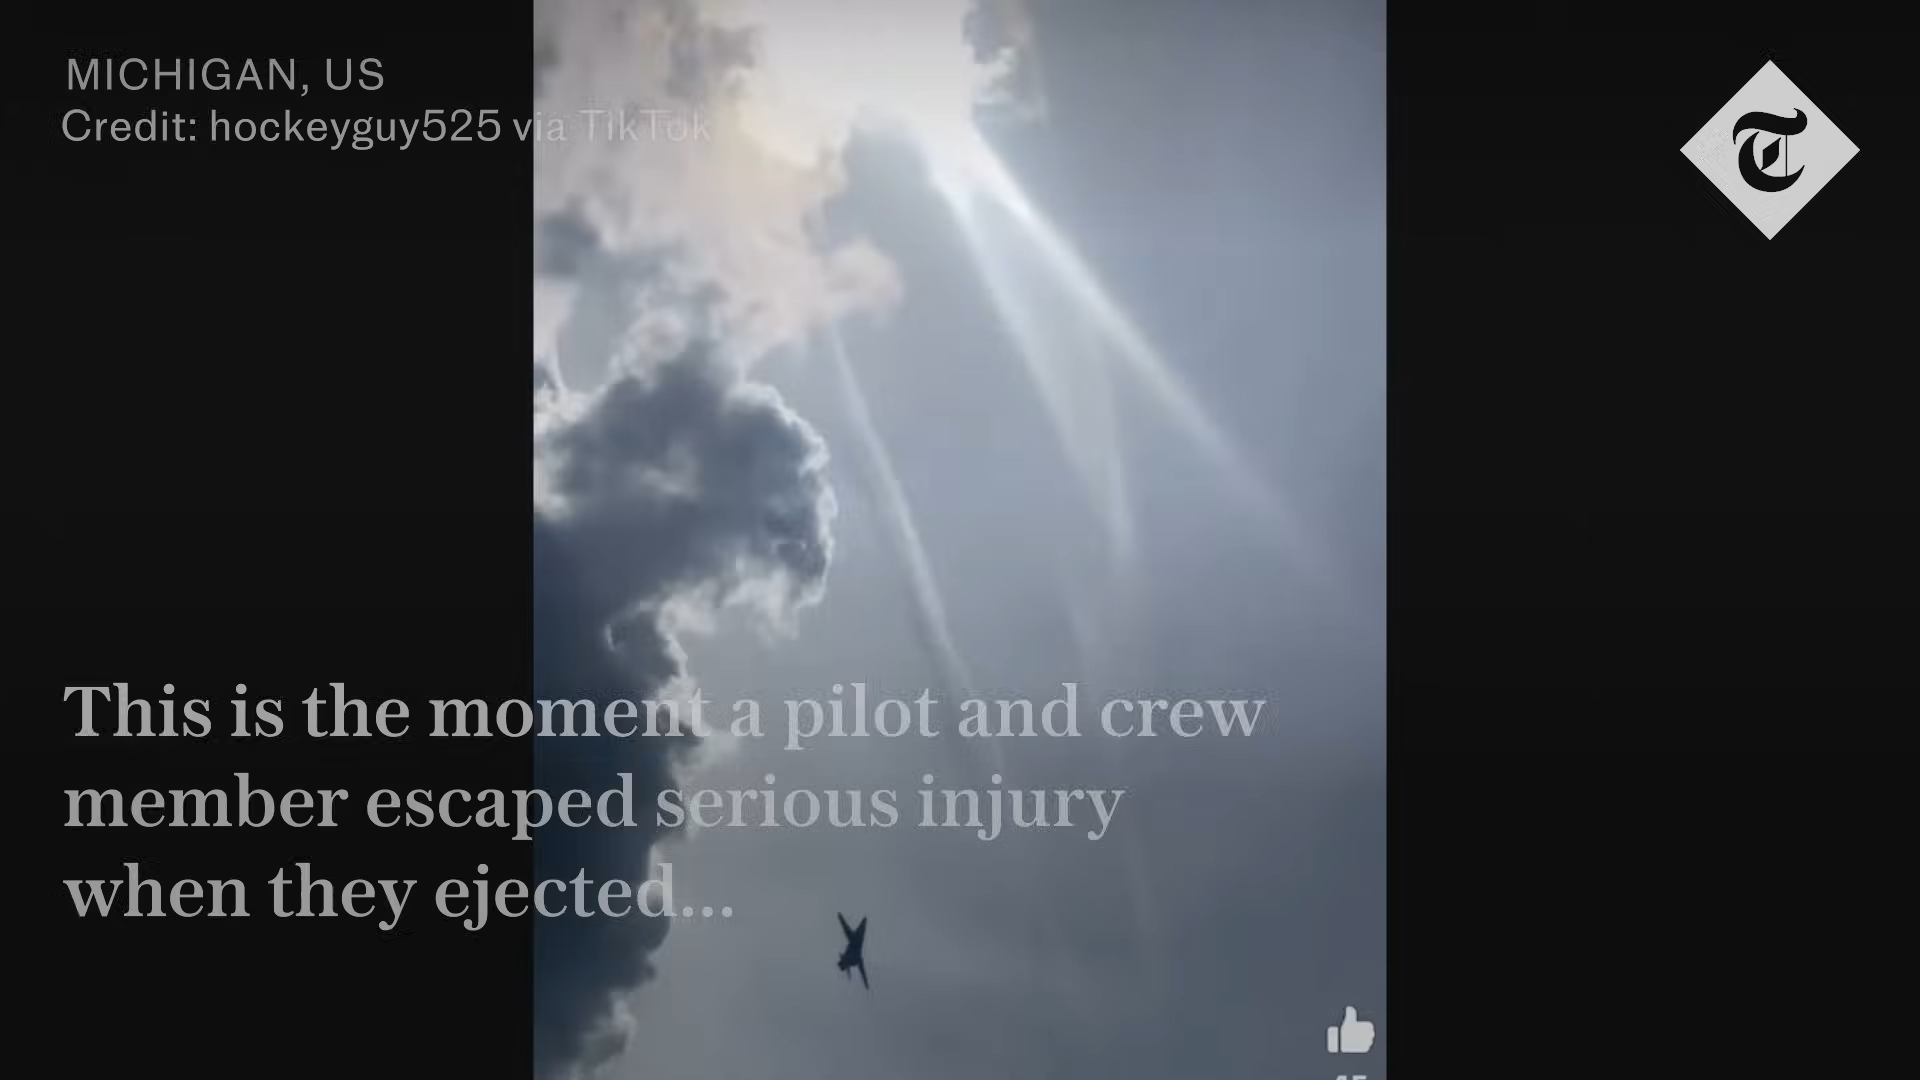 MICHIGAN, US
Credit: hockeyguy525 via TikTok
T
This is the moment a pilot and crew
member escaped serious injury
when they ejected...